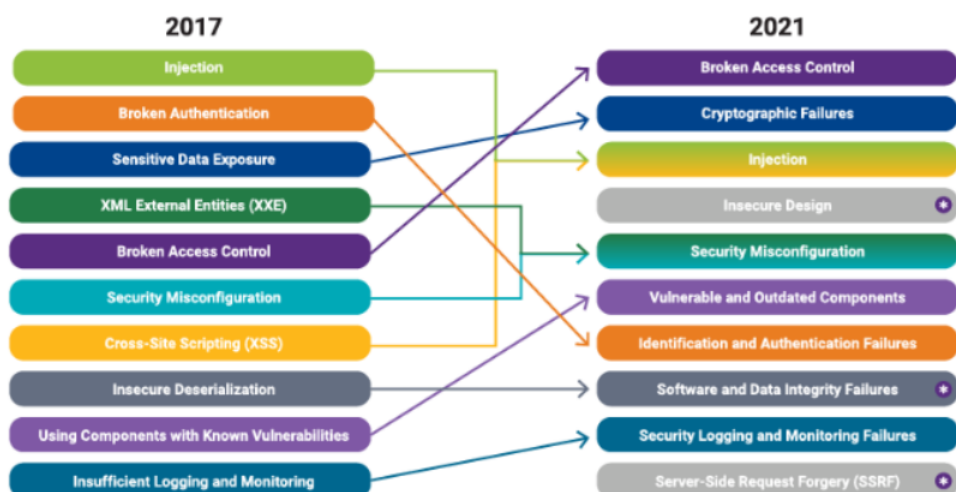 2017
2021
Injection
Broken Access Control
Broken Authentication
Cryptographic Failures
Sensitive Data Exposure
Injection
XML External Entities (XXE)
Insecure Design
Broken Access Control
Security Misconfiguration
Security Misconfiguration
Vulnerable and Outdated Components
Cross-Site Scripting (XSS)
Identification and Authentication Failures
Insecure Deserialization
Software and Data Integrity Failures
Using Components with Known Vulnerabilities
Security Logging and Monitoring Failures
Insufficient Logging and Monitoring
Server-Side Request Forgery (SSRF)